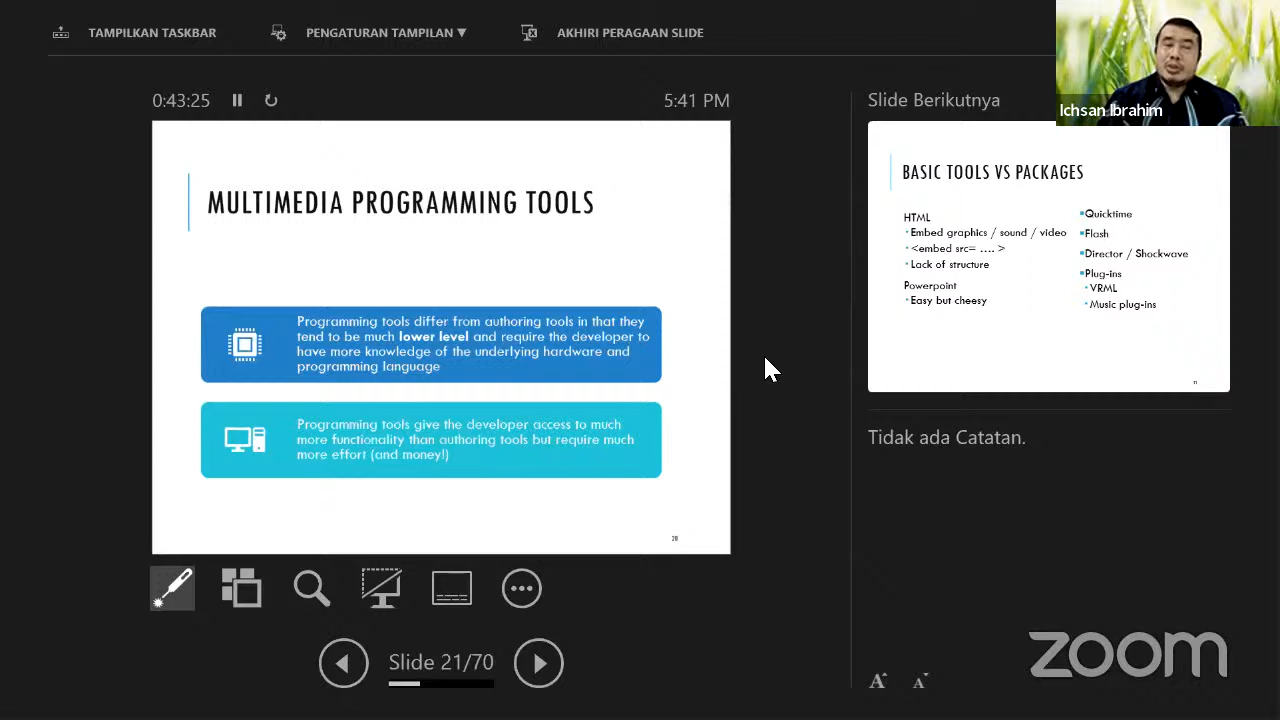 TAMPILKAN TASKBAR
PENGATURAN TAMPILAN ▼
AKHIRI PERAGAAN SLIDE
0:43:25
5:41 PM
MULTIMEDIA PROGRAMMING TOOLS
Programming tools differ from authoring tools in that they
tend to be much lower level and require the developer to
have more knowledge of the underlying hardware and
programming language
Programming tools give the developer access to much
more functionality than authoring tools but require much
more effort (and money!)
20
Slide 21/70
Slide Berikutnya
Ichsan Ibrahim
BASIC TOOLS VS PACKAGES
HTML
▪Embed graphics / sound / video
▪<embed src= .... >
▪Lack of structure
Powerpoint
▪Easy but cheesy
▪Quicktime
▪Flash
▪Director / Shockwave
▪Plug-ins
▪VRML
▪Music plug-ins
Tidak ada Catatan.
A A
zoom